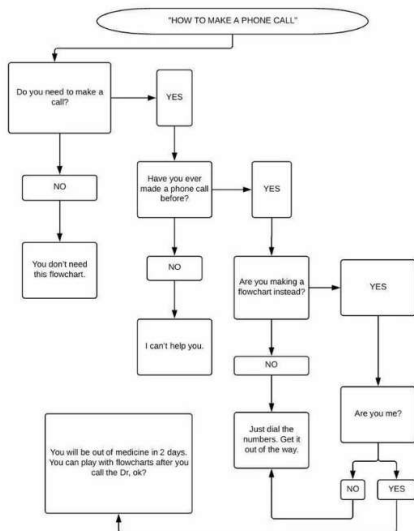 "HOW TO MAKE A PHONE CALL"
Do you need to make a
call?
YES
NO
You don't need
this flowchart.
Have you ever
made a phone call
before?
YES
NO
I can't help you.
Are you making a
flowchart instead?
YES
NO
Just dial the
numbers. Get it
out of the way.
Are you me?
NO
YES
You will be out of medicine in 2 days.
You can play with flowcharts after you
call the Dr, ok?